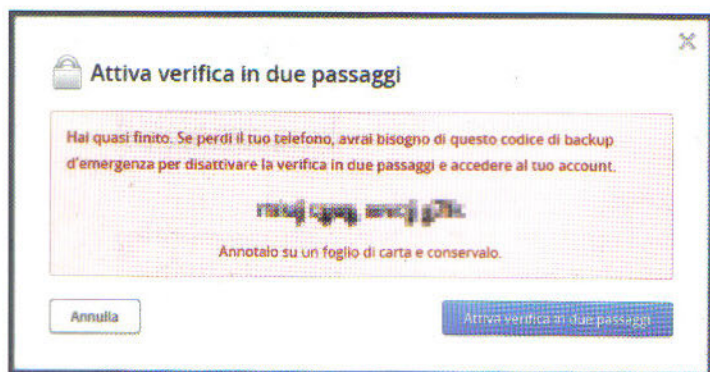 Attiva verifica in due passaggi
Hai quasi finito. Se perdi il tuo telefono, avrai bisogno di questo codice di backup
d'emergenza per disattivare la verifica in due passaggi e accedere al tuo account.
Annotalo su un foglio di carta e conservalo.
Annulla
Attiva verifica in due passaggi